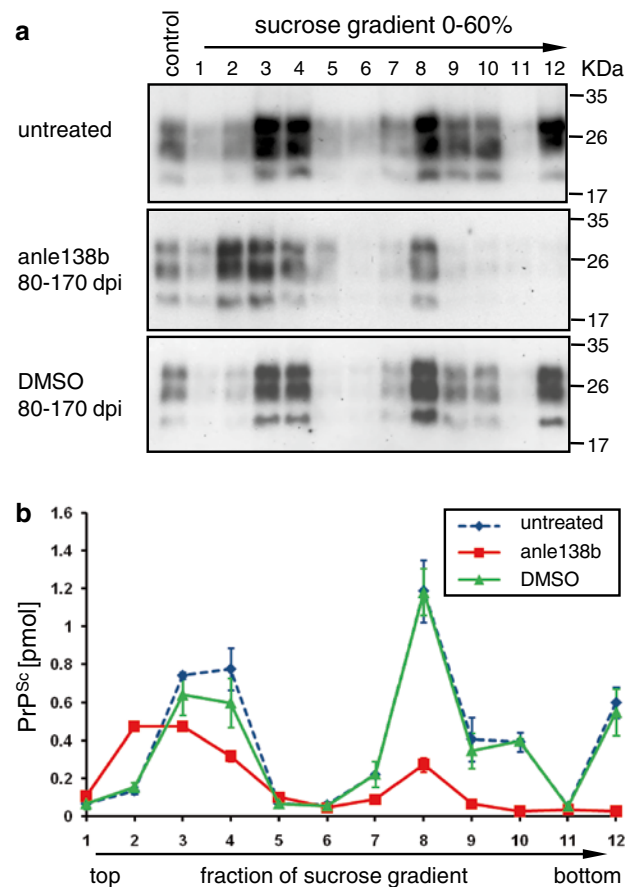 a
sucrose gradient 0-60%
control 1 2 3 4 5 6 7 8 9 10 11 12 KDa
untreated
35
26
17
anle138b
80-170 dpi
35
26
17
DMSO
80-170 dpi
35
26
17
b
PrPSc [pmol]
1.6
1.4
1.2
1
0.8
0.6
0.4
0.2
0
untreated
anle138b
DMSO
1 2 3 4 5 6 7 8 9 10 11 12
top fraction of sucrose gradient bottom